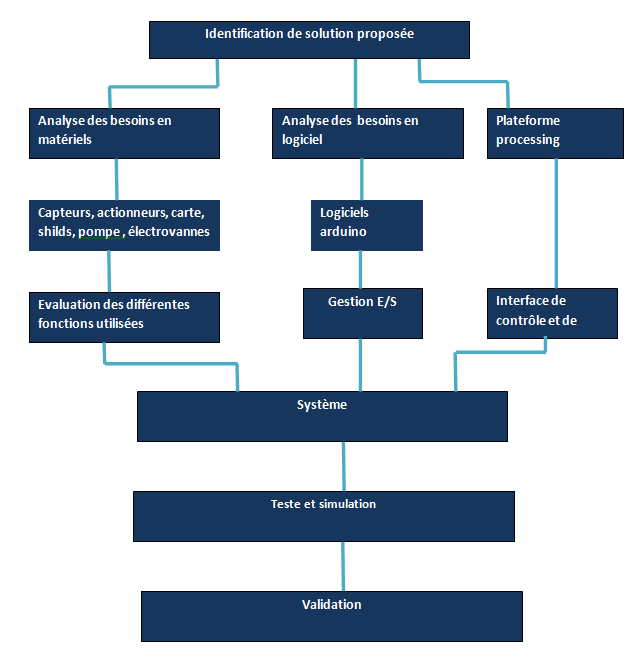 Identification de solution proposée
Analyse des besoins en
matériels
Analyse des besoins en
logiciel
Plateforme
processing
Capteurs, actionneurs, carte,
shilds, pompe , électrovannes
Logiciels
arduino
Evaluation des différentes
fonctions utilisées
Gestion E/S
Interface de
contrôle et de
Système
Teste et simulation
Validation